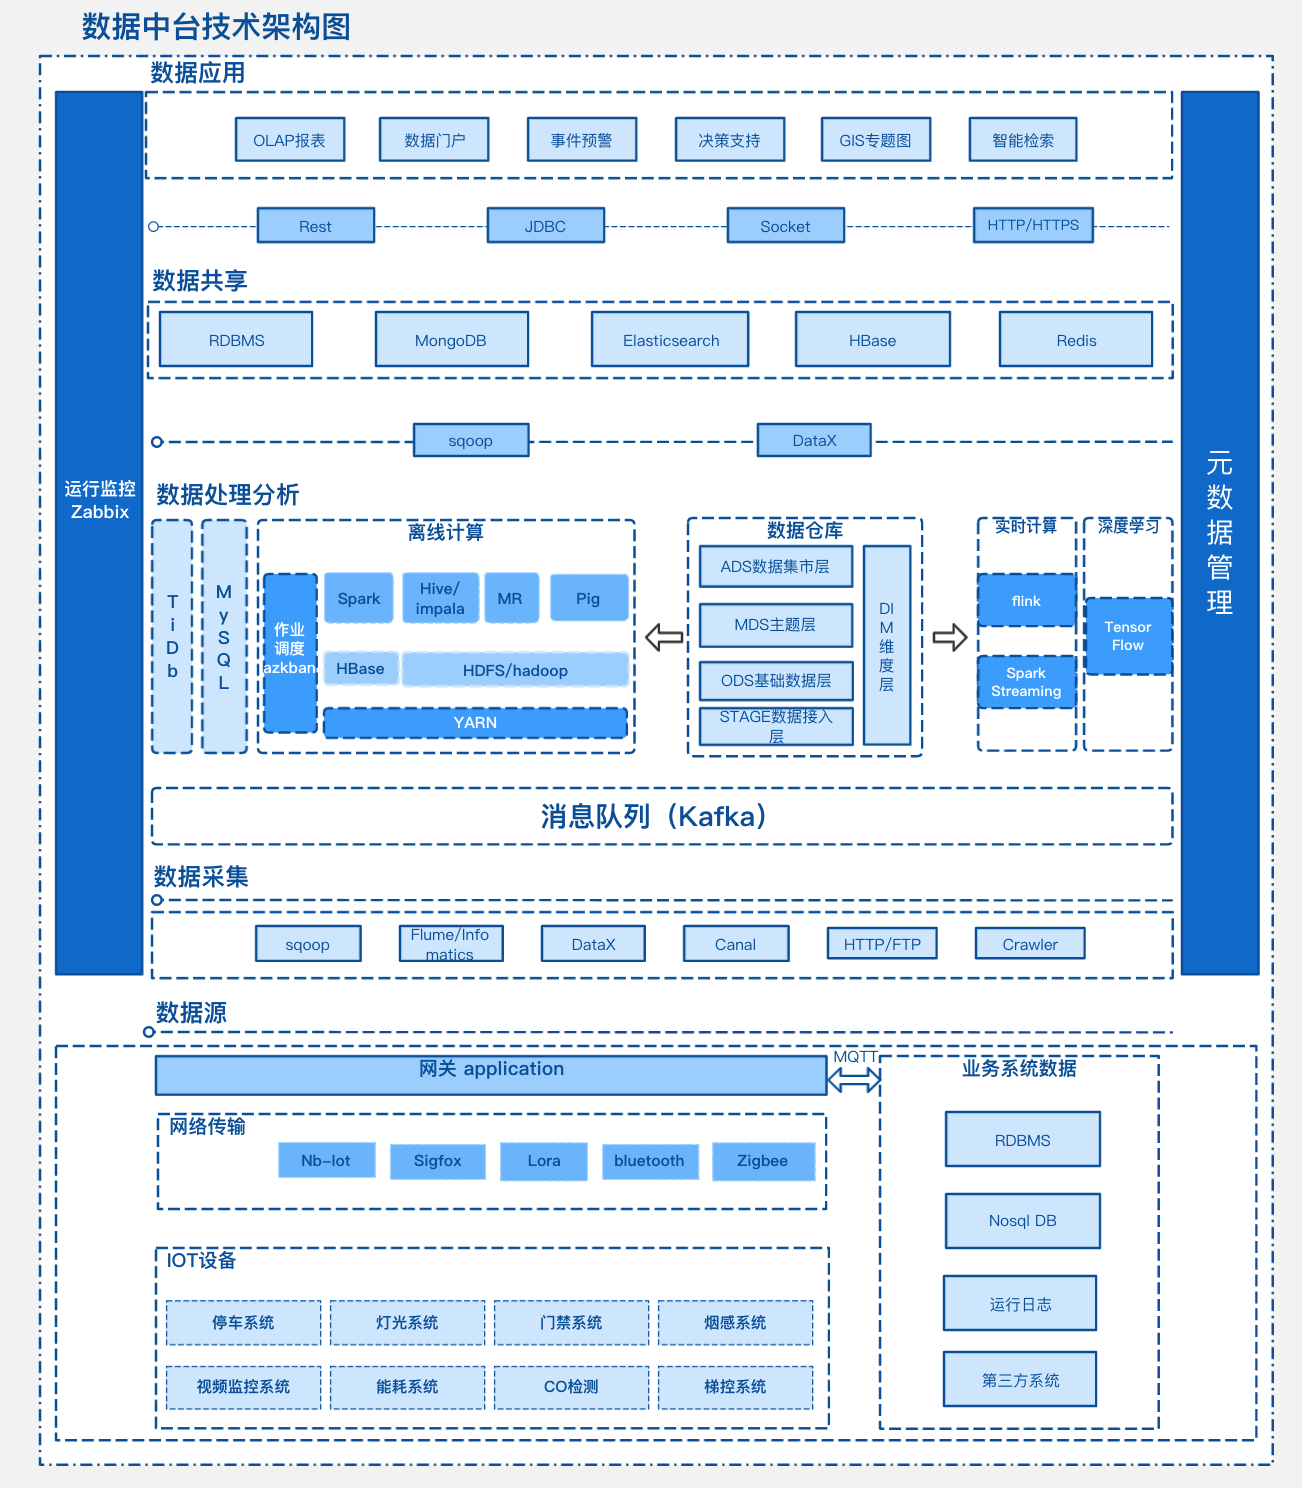 数据中台技术架构图
数据应用
OLAP报表
数据门户
事件预警
决策支持
GIS专题图
智能检索
Rest
JDBC
Socket
HTTP/HTTPS
数据共享
RDBMS
MongoDB
Elasticsearch
HBase
Redis
sqoop
DataX
运行监控
Zabbix
元数据管理
数据处理分析
TiDb
MySQL
离线计算
作业
调度
azkaban
Spark
Hive/
impala
MR
Pig
HBase
HDFS/hadoop
YARN
数据仓库
ADS数据集市层
MDS主题层
ODS基础数据层
STAGE数据接入
层
DIM维度层
实时计算
flink
Spark
Streaming
深度学习
Tensor
Flow
消息队列（Kafka）
数据采集
sqoop
Flume/Info
matics
DataX
Canal
HTTP/FTP
Crawler
数据源
网关 application
MQTT
网络传输
Nb-Iot
Sigfox
Lora
bluetooth
Zigbee
IOT设备
停车系统
灯光系统
门禁系统
烟感系统
视频监控系统
能耗系统
CO检测
梯控系统
业务系统数据
RDBMS
Nosql DB
运行日志
第三方系统